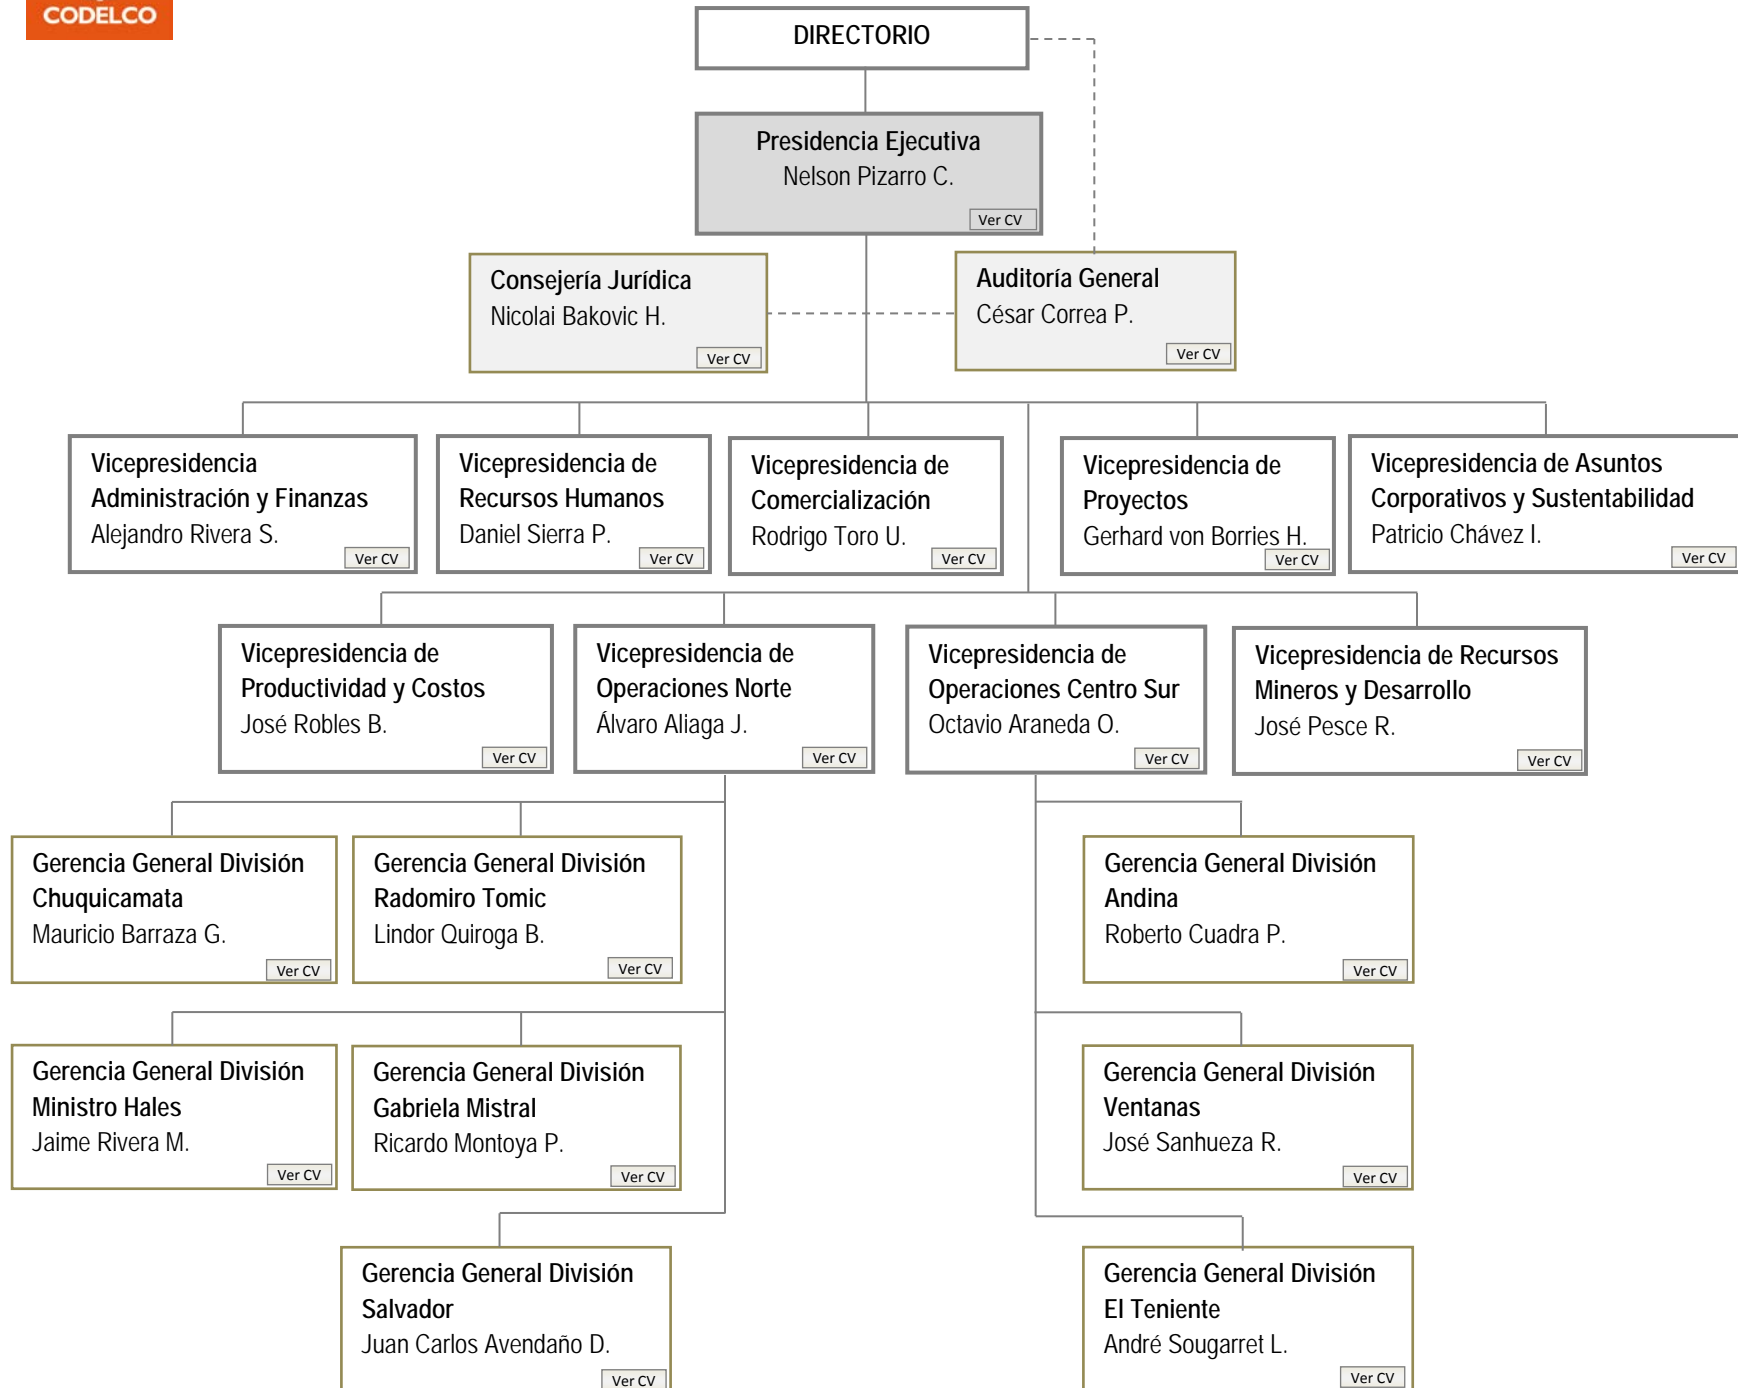 CODELCO
DIRECTORIO
Presidencia Ejecutiva
Nelson Pizarro C.
Ver CV
Consejería Jurídica
Nicolai Bakovic H.
Ver CV
Auditoría General
César Correa P.
Ver CV
Vicepresidencia
Administración y Finanzas
Alejandro Rivera S.
Ver CV
Vicepresidencia de
Recursos Humanos
Daniel Sierra P.
Ver CV
Vicepresidencia de
Comercialización
Rodrigo Toro U.
Ver CV
Vicepresidencia de
Proyectos
Gerhard von Borries H.
Ver CV
Vicepresidencia de Asuntos
Corporativos y Sustentabilidad
Patricio Chávez I.
Ver CV
Vicepresidencia de
Productividad y Costos
José Robles B.
Ver CV
Vicepresidencia de
Operaciones Norte
Álvaro Aliaga J.
Ver CV
Vicepresidencia de
Operaciones Centro Sur
Octavio Araneda O.
Ver CV
Vicepresidencia de Recursos
Mineros y Desarrollo
José Pesce R.
Ver CV
Gerencia General División
Chuquicamata
Mauricio Barraza G.
Ver CV
Gerencia General División
Radomiro Tomic
Lindor Quiroga B.
Ver CV
Gerencia General División
Andina
Roberto Cuadra P.
Ver CV
Gerencia General División
Ministro Hales
Jaime Rivera M.
Ver CV
Gerencia General División
Gabriela Mistral
Ricardo Montoya P.
Ver CV
Gerencia General División
Ventanas
José Sanhueza R.
Ver CV
Gerencia General División
Salvador
Juan Carlos Avendaño D.
Ver CV
Gerencia General División
El Teniente
André Sougarret L.
Ver CV